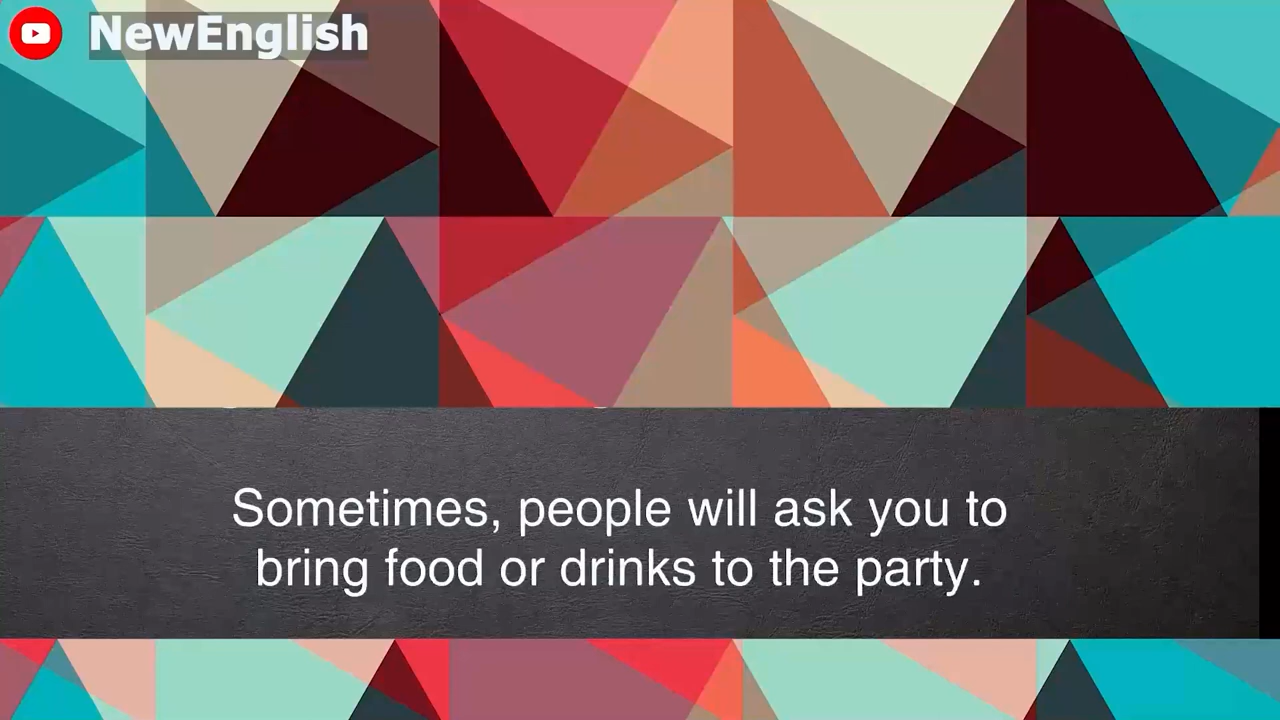 NewEnglish
Sometimes, people will ask you to
bring food or drinks to the party.